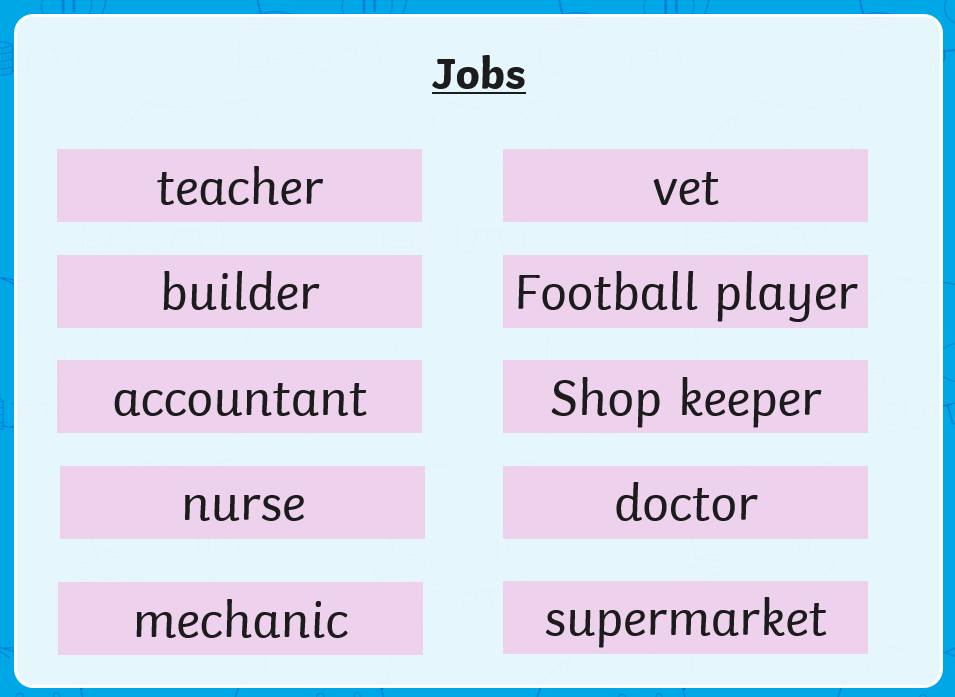 Jobs
teacher
vet
builder
Football player
accountant
Shop keeper
nurse
doctor
mechanic
supermarket